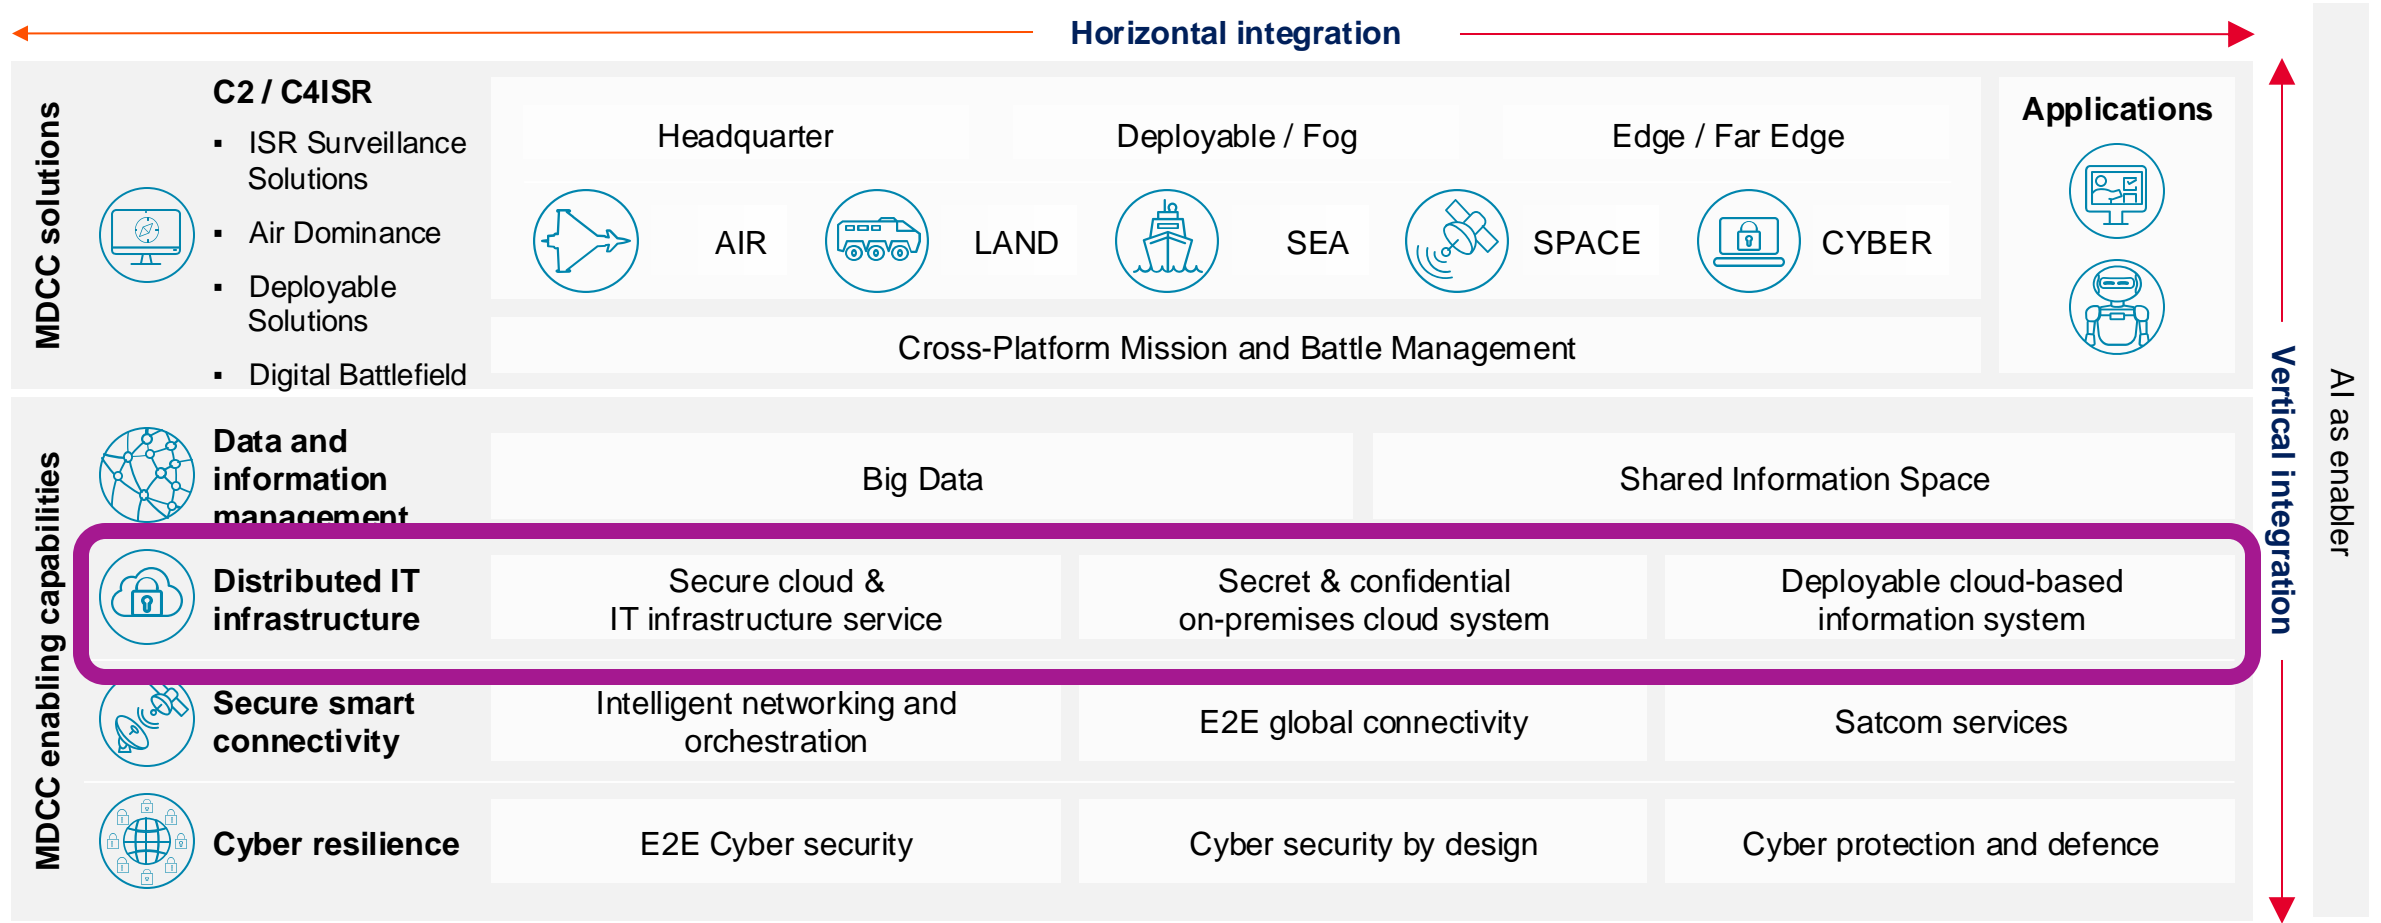 Horizontal integration
MDCC solutions
C2 / C4ISR
▪ ISR Surveillance
Solutions
▪ Air Dominance
▪ Deployable
Solutions
▪ Digital Battlefield
Headquarter
Deployable / Fog
Edge / Far Edge
AIR
LAND
SEA
SPACE
CYBER
Cross-Platform Mission and Battle Management
Applications
Vertical integration
AI as enabler
MDCC enabling capabilities
Data and
information
management
Big Data
Shared Information Space
Distributed IT
infrastructure
Secure cloud &
IT infrastructure service
Secret & confidential
on-premises cloud system
Deployable cloud-based
information system
Secure smart
connectivity
Intelligent networking and
orchestration
E2E global connectivity
Satcom services
Cyber resilience
E2E Cyber security
Cyber security by design
Cyber protection and defence